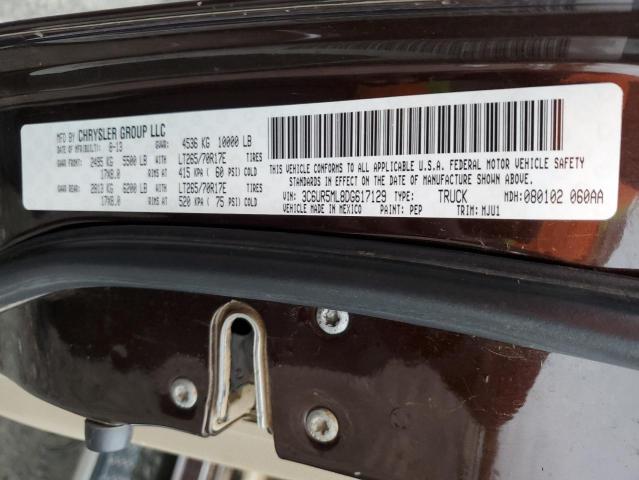 MFD BY CHRYSLER GROUP LLC
DATE OF MFR(BUILT): 8-13 GVWR: 4536 KG 10000 LB
GAWR FRONT 2495 KG 5500 LB WITH LT265/70R17E TIRES
17X8.0 RIMS AT 415 KPA ( 60 PSI) COLD
GAWR REAR 2813 KG 6200 LB WITH LT265/70R17E TIRES
17X8.0 RIMS AT 520 KPA ( 75 PSI) COLD
THIS VEHICLE CONFORMS TO ALL APPLICABLE U.S.A. FEDERAL MOTOR VEHICLE SAFETY
STANDARDS IN EFFECT ON THE DATE OF MANUFACTURE SHOWN ABOVE.
VIN: 3C6UR5ML8DG617129 TYPE: TRUCK MDH: 080102 060AA
VEHICLE MADE IN MEXICO PAINT: PEP TRIM: MJU1